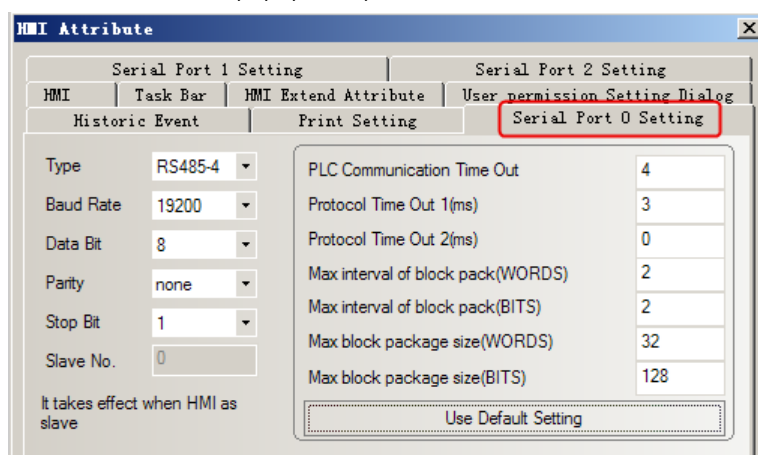 HMI Attribute
Serial Port 1 Setting
Serial Port 2 Setting
HMI
Task Bar
HMI Extend Attribute
User permission Setting Dialog
Historic Event
Print Setting
Serial Port 0 Setting
Type RS485-4
Baud Rate 19200
Data Bit 8
Parity none
Stop Bit 1
Slave No. 0
It takes effect when HMI as
slave
PLC Communication Time Out 4
Protocol Time Out 1(ms) 3
Protocol Time Out 2(ms) 0
Max interval of block pack(WORDS) 2
Max interval of block pack(BITS) 2
Max block package size(WORDS) 32
Max block package size(BITS) 128
Use Default Setting